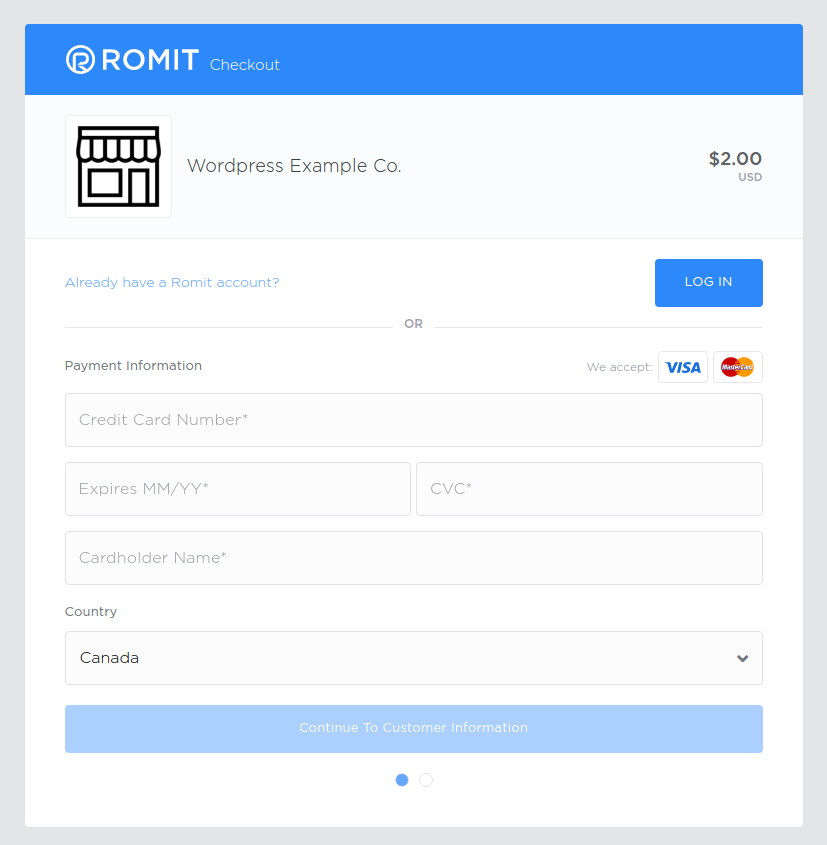 ROMIT Checkout
Wordpress Example Co.
$2.00
USD
Already have a Romit account?
LOG IN
OR
Payment Information
We accept: VISA MasterCard
Credit Card Number*
Expires MM/YY*
CVC*
Cardholder Name*
Country
Canada
Continue To Customer Information